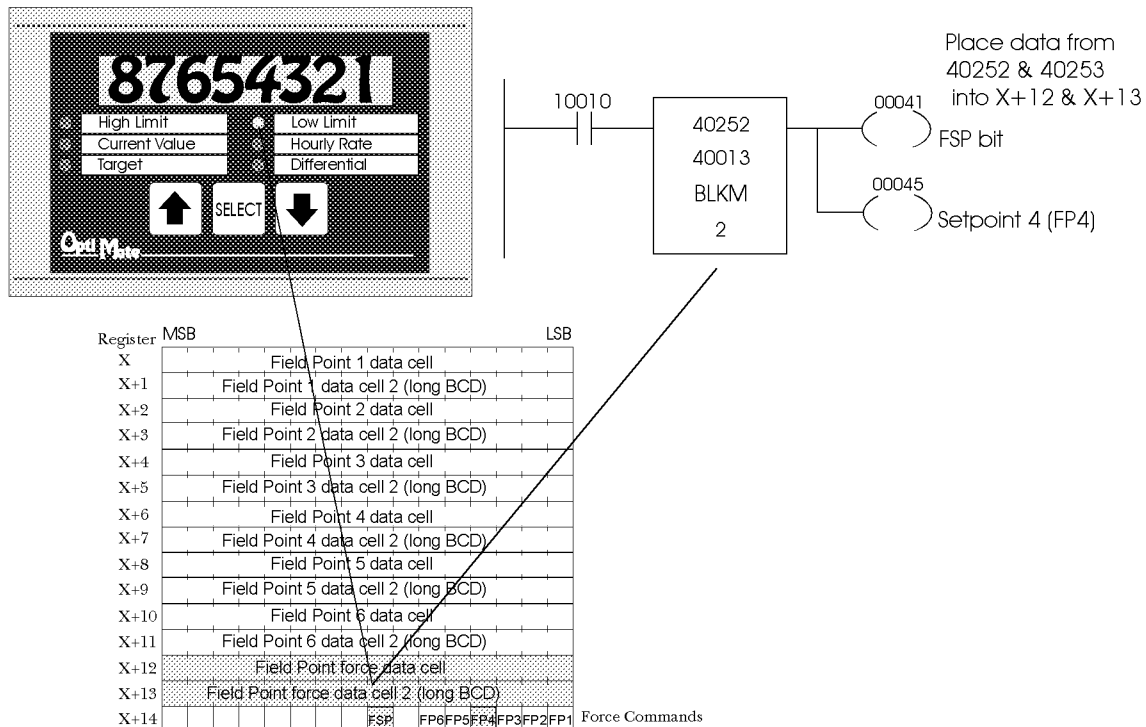 87654321
High Limit
Low Limit
Current Value
Hourly Rate
Target
Differential
SELECT
Opti Mate
10010
40252
40013
BLKM
2
00041
FSP bit
00045
Setpoint 4 (FP4)
Place data from
40252 & 40253
into X+12 & X+13
Register MSB LSB
X Field Point 1 data cell
X+1 Field Point 1 data cell 2 (long BCD)
X+2 Field Point 2 data cell
X+3 Field Point 2 data cell 2 (long BCD)
X+4 Field Point 3 data cell
X+5 Field Point 3 data cell 2 (long BCD)
X+6 Field Point 4 data cell
X+7 Field Point 4 data cell 2 (long BCD)
X+8 Field Point 5 data cell
X+9 Field Point 5 data cell 2 (long BCD)
X+10 Field Point 6 data cell
X+11 Field Point 6 data cell 2 (long BCD)
X+12 Field Point force data cell
X+13 Field Point force data cell 2 (long BCD)
X+14 FSP FP6 FP5 FP4 FP3 FP2 FP1 Force Commands